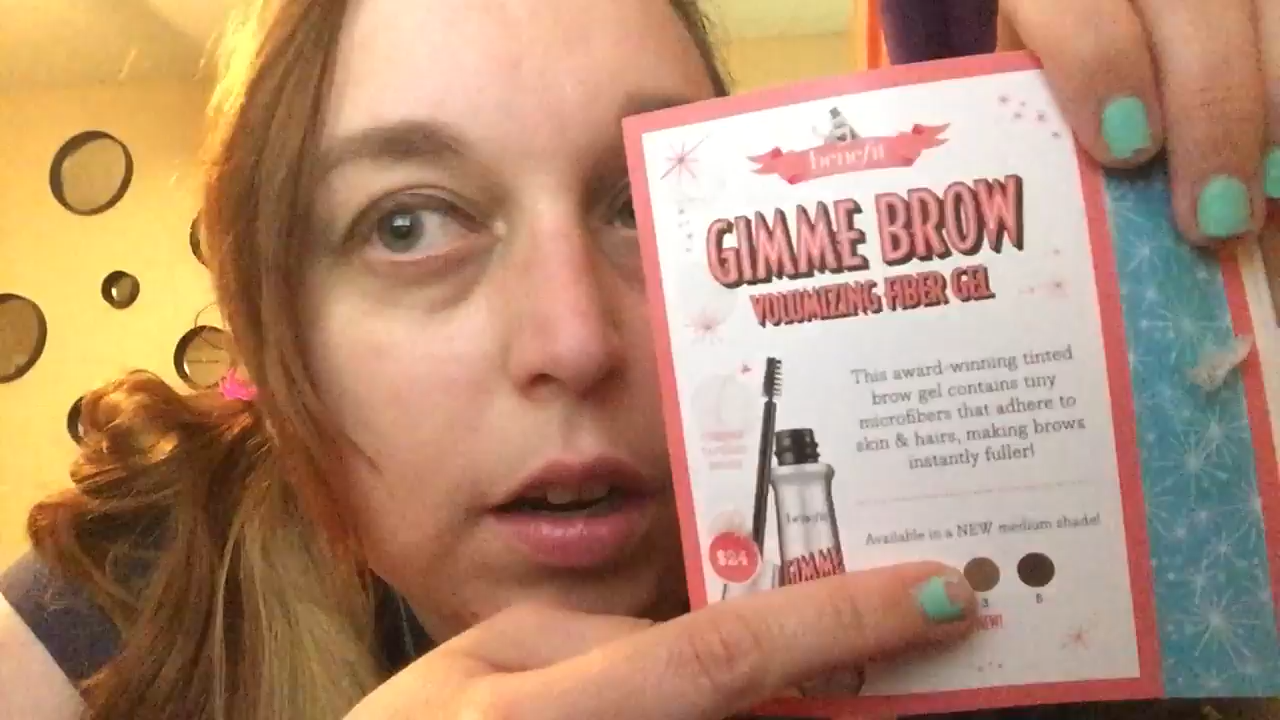 benefit
GIMME BROW
VOLUMIZING FIBER GEL
This award-winning tinted
brow gel contains tiny
microfibers that adhere to
skin & hairs, making brows
instantly fuller!
benefit
GIMME
$24
Available in a NEW medium shade!
3
5
NEW!